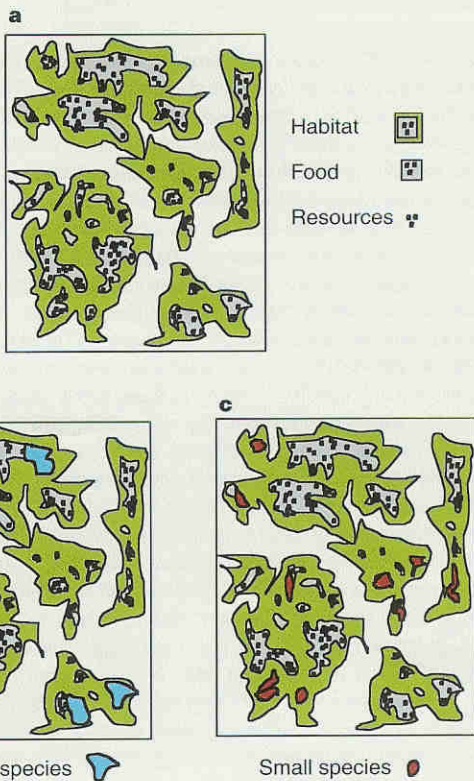 a
Habitat
Food
Resources
c
species
Small species